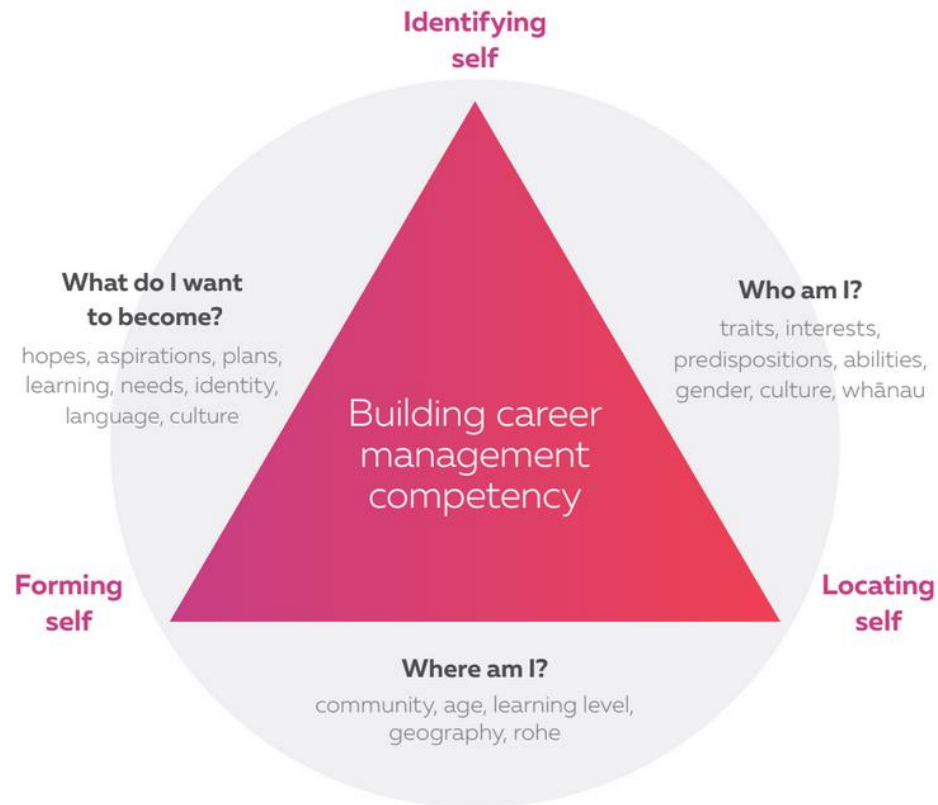 Identifying
self
What do I want
to become?
hopes, aspirations, plans,
learning, needs, identity,
language, culture
Who am I?
traits, interests,
predispositions, abilities,
gender, culture, whānau
Building career
management
competency
Forming
self
Locating
self
Where am I?
community, age, learning level,
geography, rohe